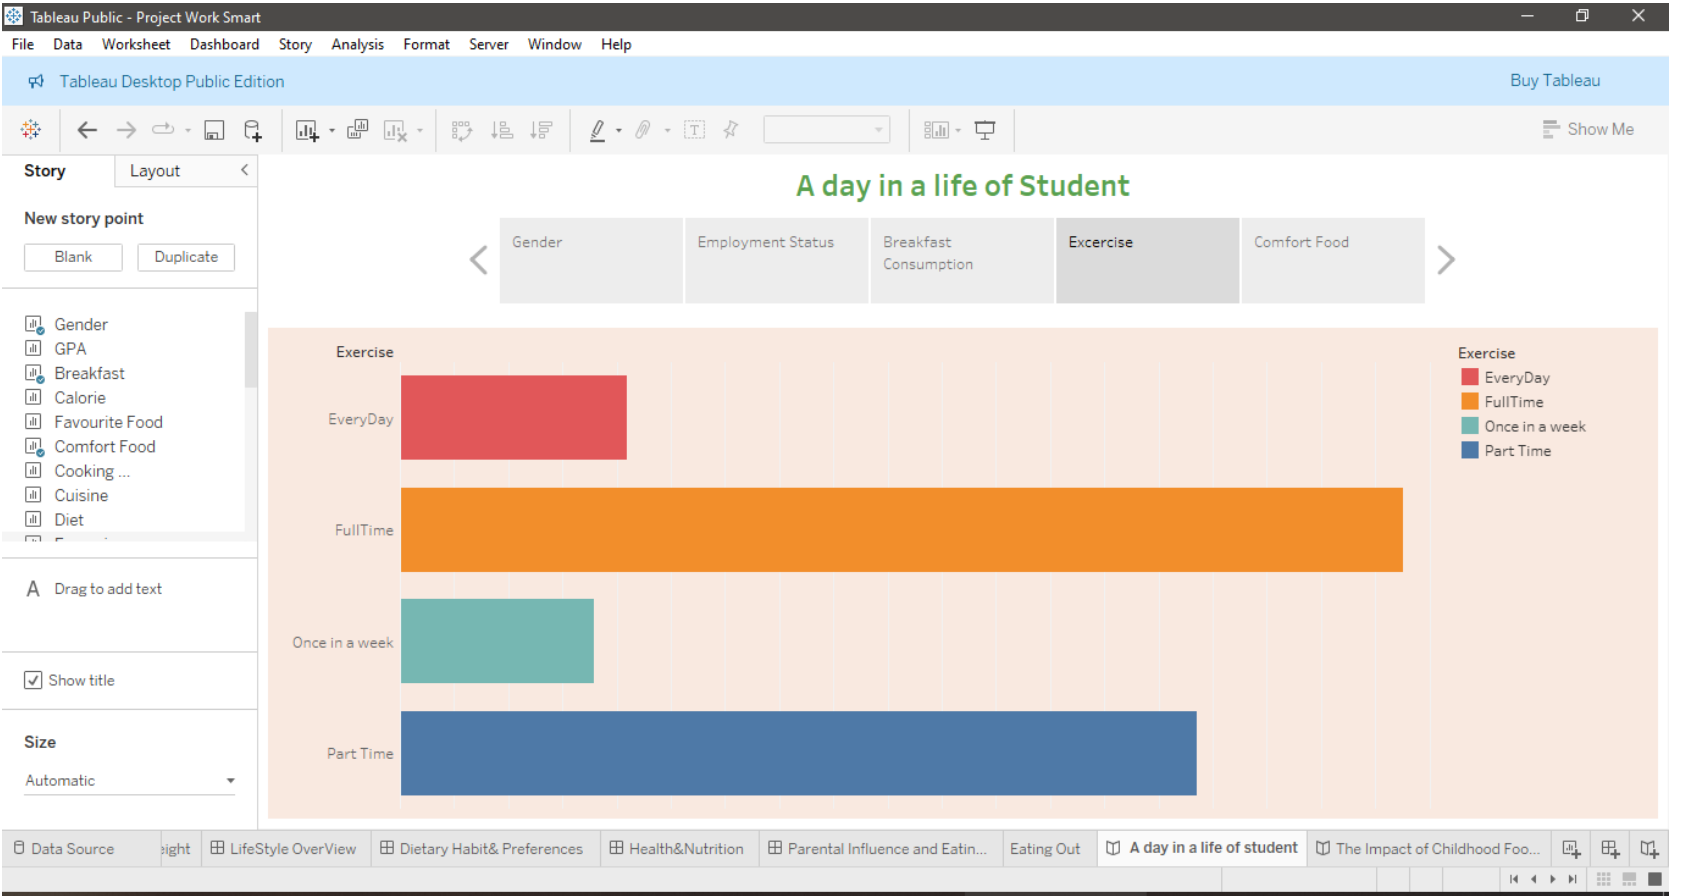 Tableau Public - Project Work Smart
File Data Worksheet Dashboard Story Analysis Format Server Window Help
Tableau Desktop Public Edition
Buy Tableau
Show Me
Story
Layout
New story point
Blank
Duplicate
Gender
GPA
Breakfast
Calorie
Favourite Food
Comfort Food
Cooking ...
Cuisine
Diet
A Drag to add text
Show title
Size
Automatic
A day in a life of Student
Gender
Employment Status
Breakfast
Consumption
Excercise
Comfort Food
Exercise
EveryDay
FullTime
Once in a week
Part Time
Exercise
EveryDay
FullTime
Once in a week
Part Time
Data Source
eight
LifeStyle OverView
Dietary Habit& Preferences
Health&Nutrition
Parental Influence and Eatin...
Eating Out
A day in a life of student
The Impact of Childhood Foo...